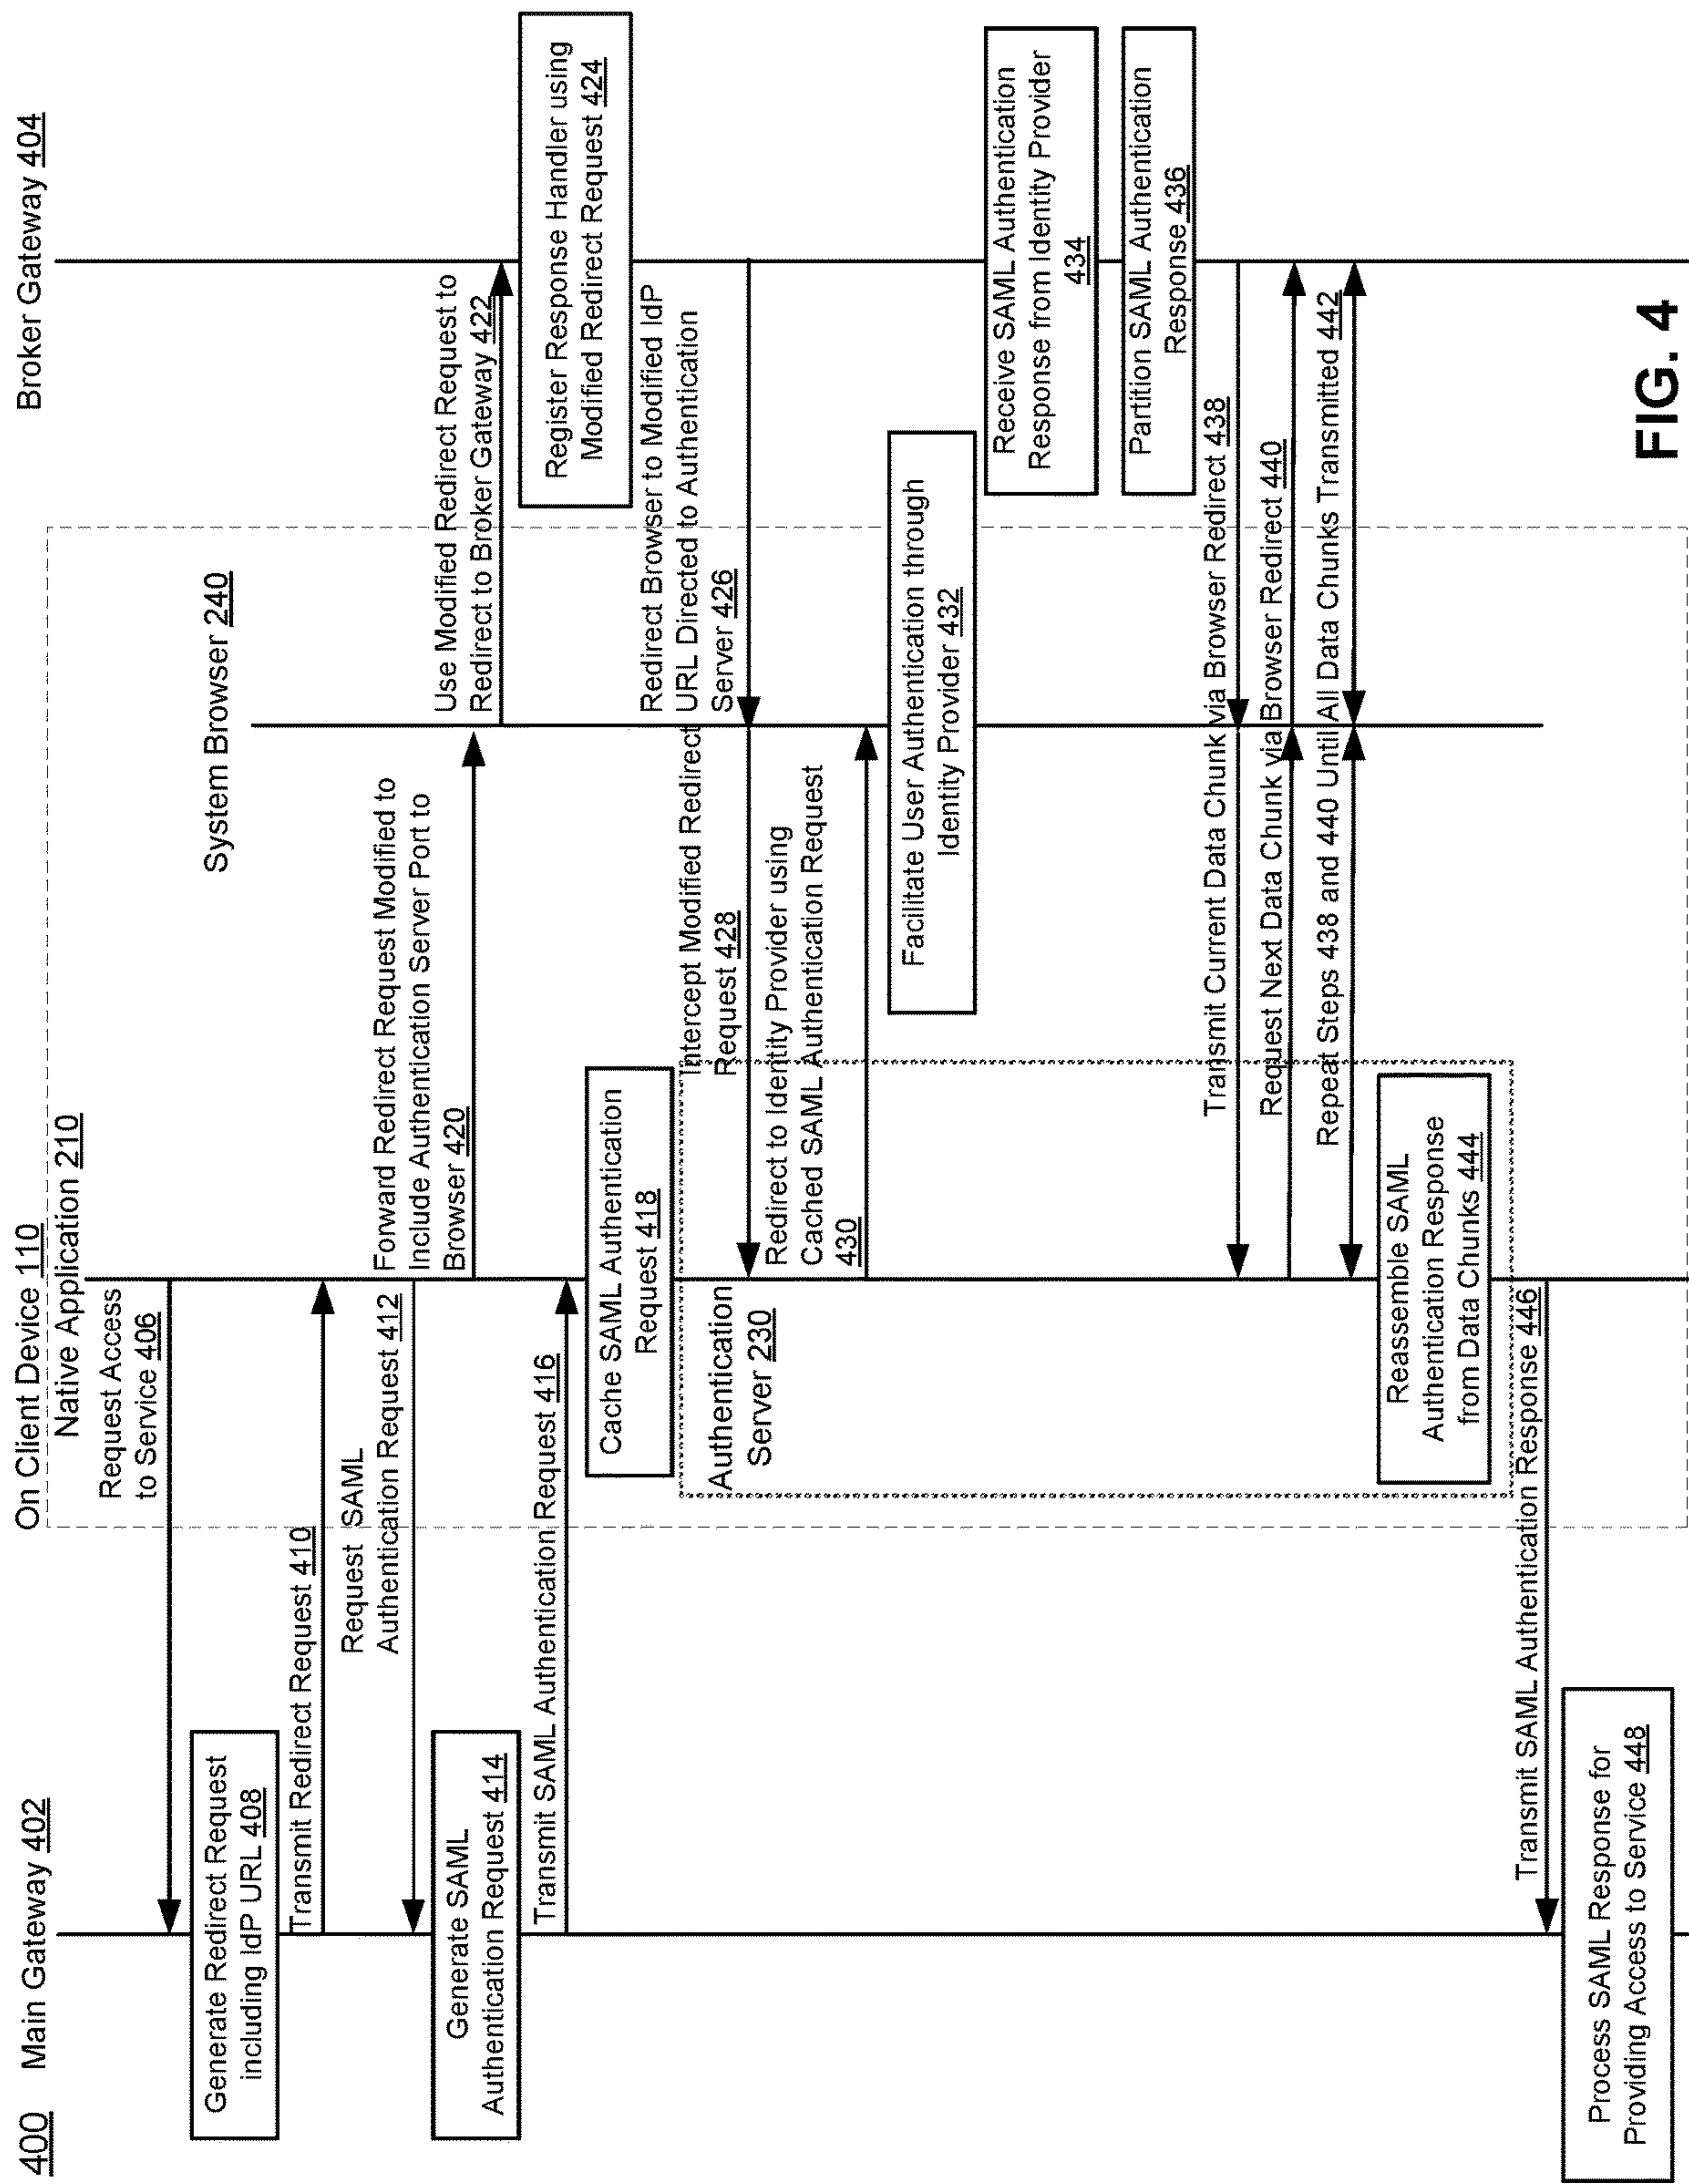 400
Main Gateway 402
On Client Device 110
Native Application 210
System Browser 240
Broker Gateway 404
Request Access
to Service 406
Generate Redirect Request
including IdP URL 408
Transmit Redirect Request 410
Request SAML
Authentication Request 412
Generate SAML
Authentication Request 414
Transmit SAML Authentication Request 416
Cache SAML Authentication
Request 418
Forward Redirect Request Modified to
Include Authentication Server Port to
Browser 420
Use Modified Redirect Request to
Redirect to Broker Gateway 422
Register Response Handler using
Modified Redirect Request 424
Redirect Browser to Modified IdP
URL Directed to Authentication
Server 426
Intercept Modified Redirect
Request 428
Authentication
Server 230
Redirect to Identity Provider using
Cached SAML Authentication Request
430
Facilitate User Authentication through
Identity Provider 432
Receive SAML Authentication
Response from Identity Provider
434
Partition SAML Authentication
Response 436
Transmit Current Data Chunk via Browser Redirect 438
Request Next Data Chunk via Browser Redirect 440
Repeat Steps 438 and 440 Until All Data Chunks Transmitted 442
Reassemble SAML
Authentication Response
from Data Chunks 444
Transmit SAML Authentication Response 446
Process SAML Response for
Providing Access to Service 448
FIG. 4